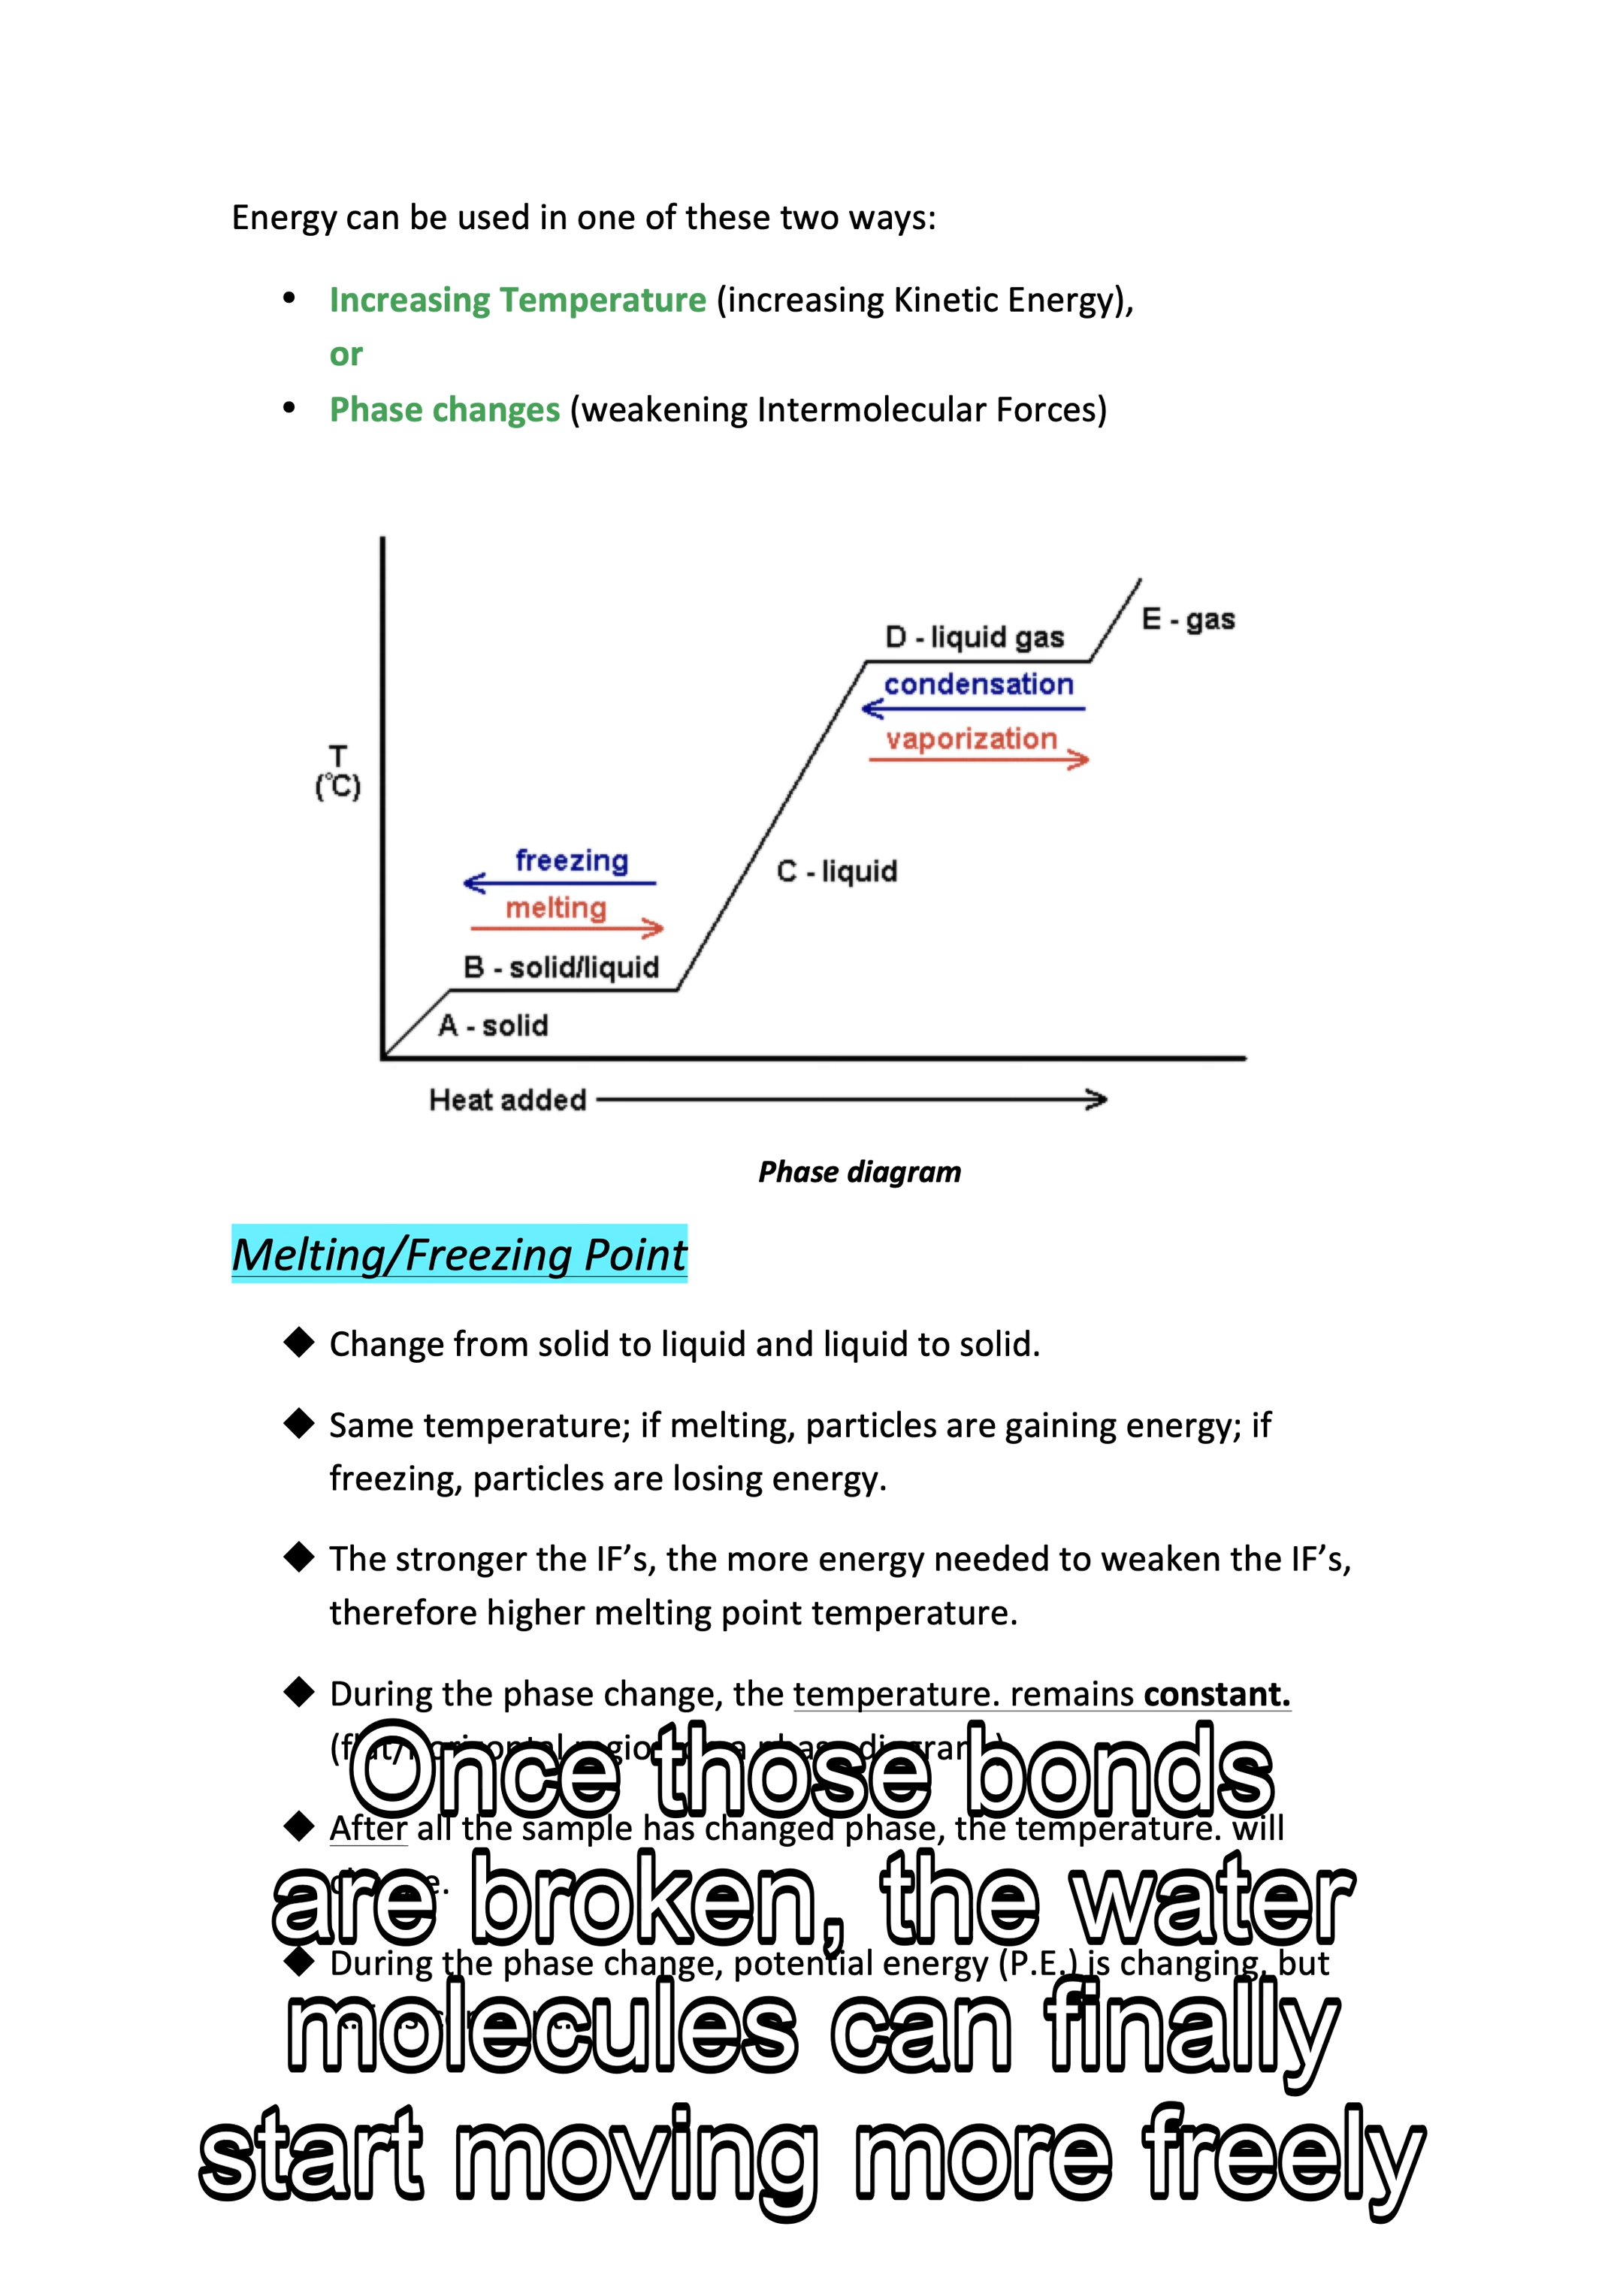 Energy can be used in one of these two ways:
• Increasing Temperature (increasing Kinetic Energy),
or
• Phase changes (weakening Intermolecular Forces)
E - gas
D - liquid gas
condensation
vaporization
T
(°C)
freezing
C - liquid
melting
B - solid/liquid
A - solid
Heat added
Phase diagram
Melting/Freezing Point
◆ Change from solid to liquid and liquid to solid.
◆ Same temperature; if melting, particles are gaining energy; if
freezing, particles are losing energy.
◆ The stronger the IF's, the more energy needed to weaken the IF's,
therefore higher melting point temperature.
◆ During the phase change, the temperature. remains constant.
Once those bonds
◆ After all the sample has changed phase, the temperature. will
are broken, the water
◆ During the phase change, potential energy (P.E.) is changing, but
molecules can finally
start moving more freely